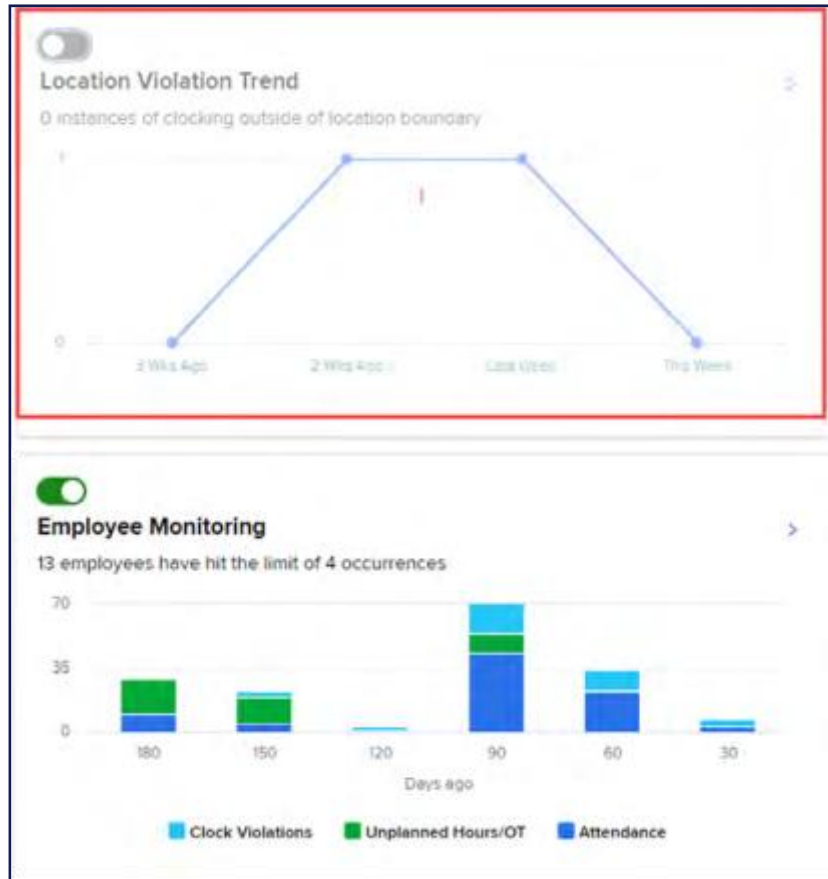 Location Violation Trend
0 instances of clocking outside of location boundary
1
0
3 Wks Ago 2 Wks Ago Last Week This Week
Employee Monitoring
13 employees have hit the limit of 4 occurrences
70
35
0
180 150 120 90 60 30
Days ago
Clock Violations Unplanned Hours/OT Attendance